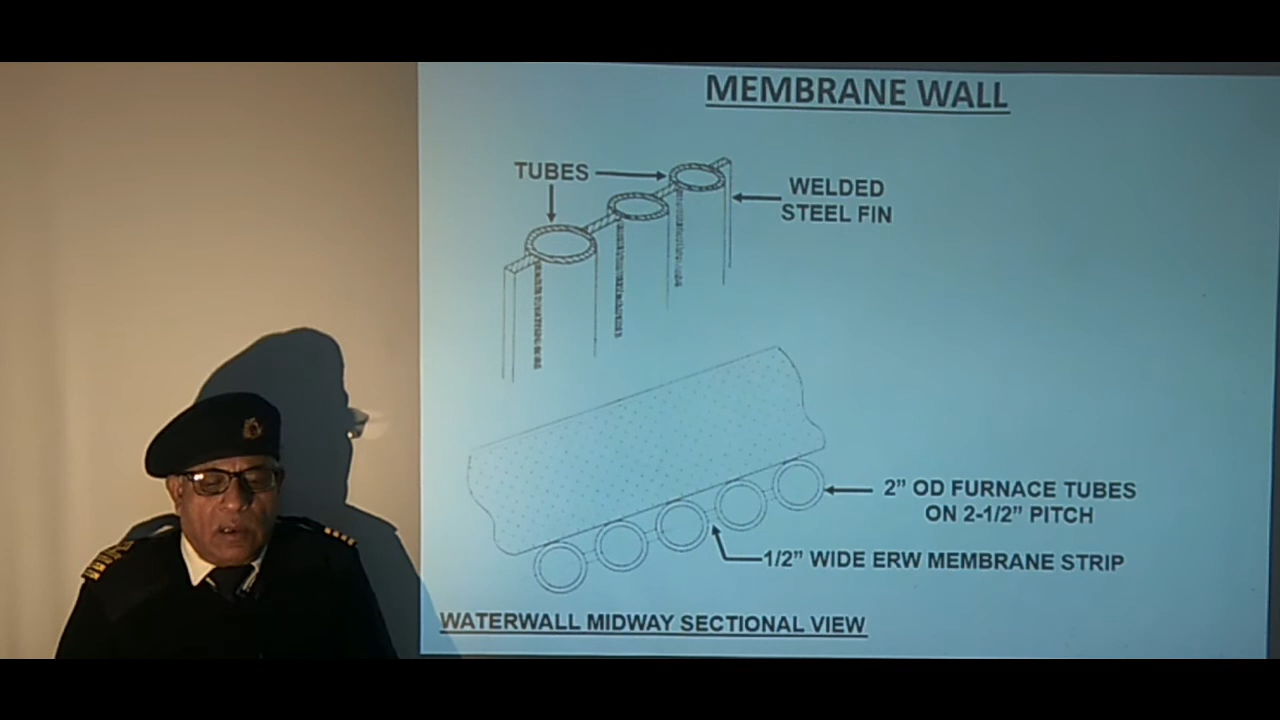 MEMBRANE WALL
TUBES
WELDED
STEEL FIN
2” OD FURNACE TUBES
ON 2-1/2” PITCH
1/2” WIDE ERW MEMBRANE STRIP
WATERWALL MIDWAY SECTIONAL VIEW